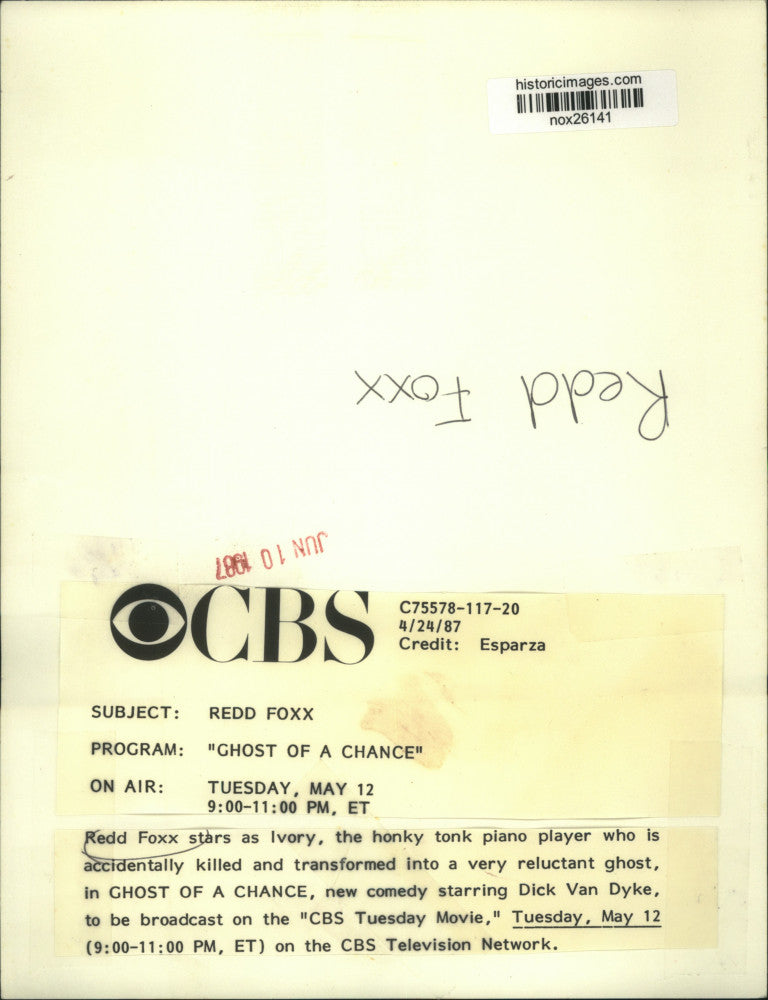 historicimages.com
nox26141
Redd Foxx
JUN 10 1987
CBS
C75578-117-20
4/24/87
Credit: Esparza
SUBJECT: REDD FOXX
PROGRAM: "GHOST OF A CHANCE"
ON AIR: TUESDAY, MAY 12
9:00-11:00 PM, ET
Redd Foxx stars as Ivory, the honky tonk piano player who is
accidentally killed and transformed into a very reluctant ghost,
in GHOST OF A CHANCE, new comedy starring Dick Van Dyke,
to be broadcast on the "CBS Tuesday Movie," Tuesday, May 12
(9:00-11:00 PM, ET) on the CBS Television Network.